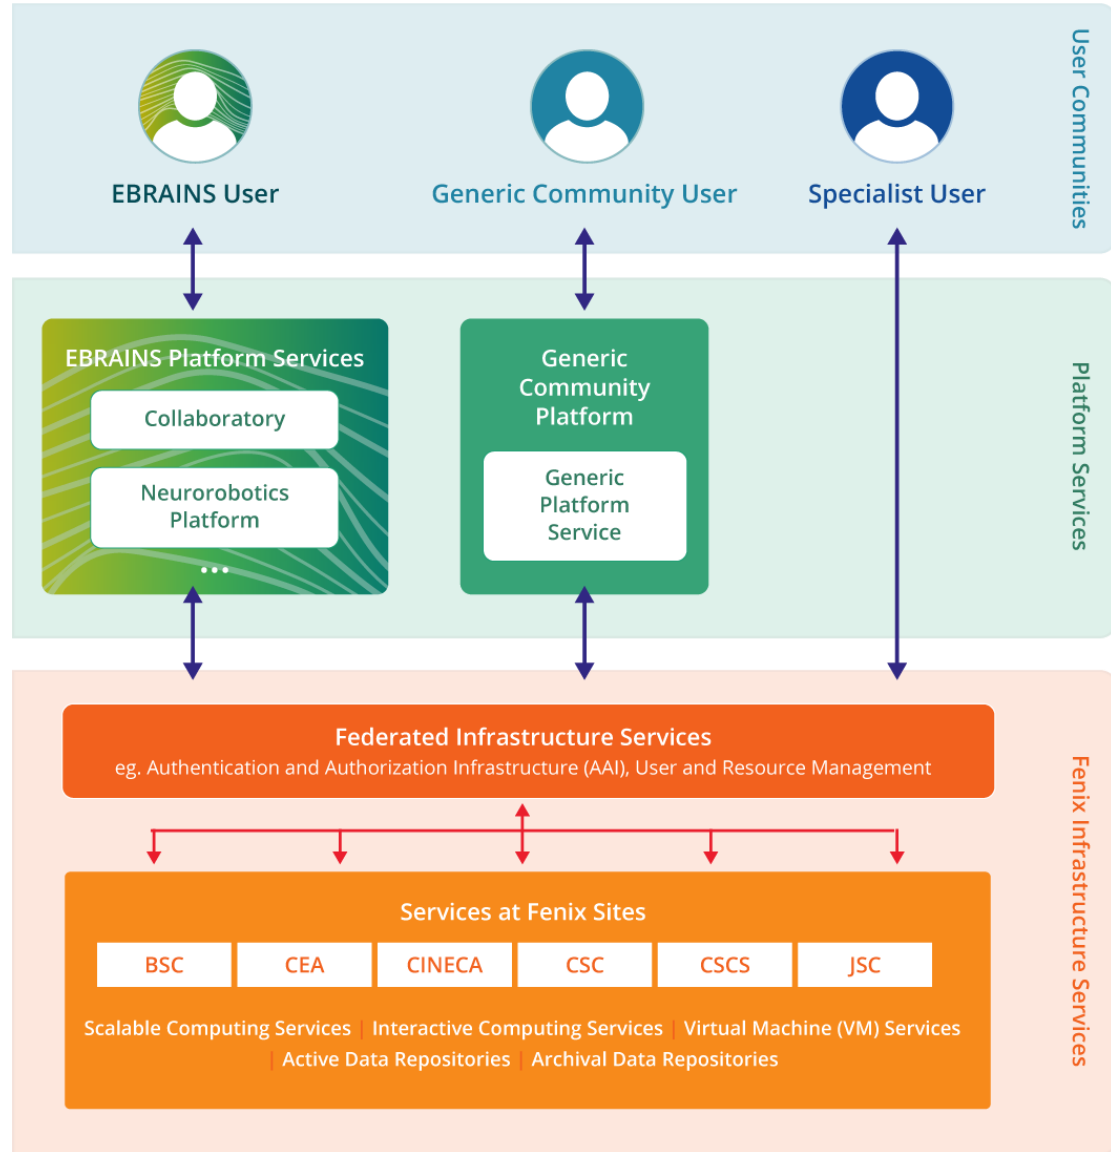 User Communities
EBRAINS User
Generic Community User
Specialist User
Platform Services
EBRAINS Platform Services
Collaboratory
Neurorobotics
Platform
...
Generic
Community
Platform
Generic
Platform
Service
Fenix Infrastructure Services
Federated Infrastructure Services
eg. Authentication and Authorization Infrastructure (AAI), User and Resource Management
Services at Fenix Sites
BSC
CEA
CINECA
CSC
CSCS
JSC
Scalable Computing Services | Interactive Computing Services | Virtual Machine (VM) Services
| Active Data Repositories | Archival Data Repositories